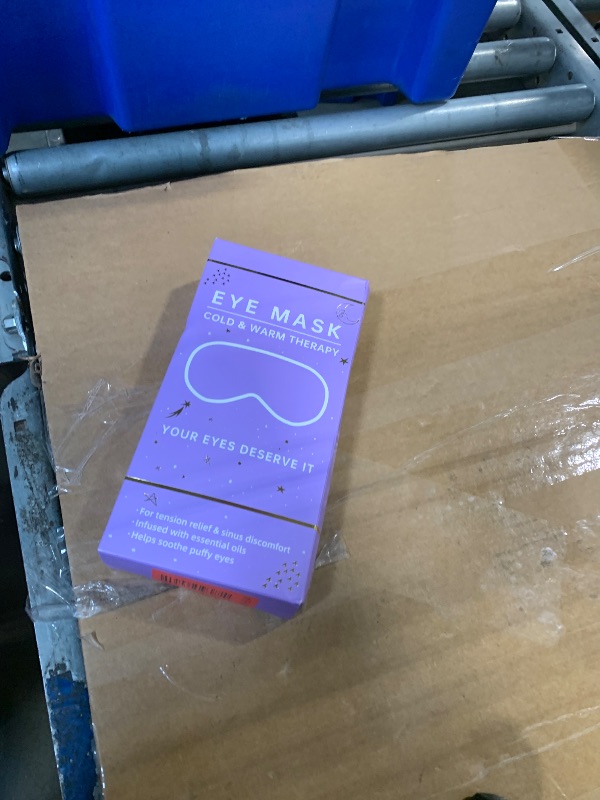 EYE MASK
COLD & WARM THERAPY
YOUR EYES DESERVE IT
· For tension relief & sinus discomfort
· Infused with essential oils
· Helps soothe puffy eyes